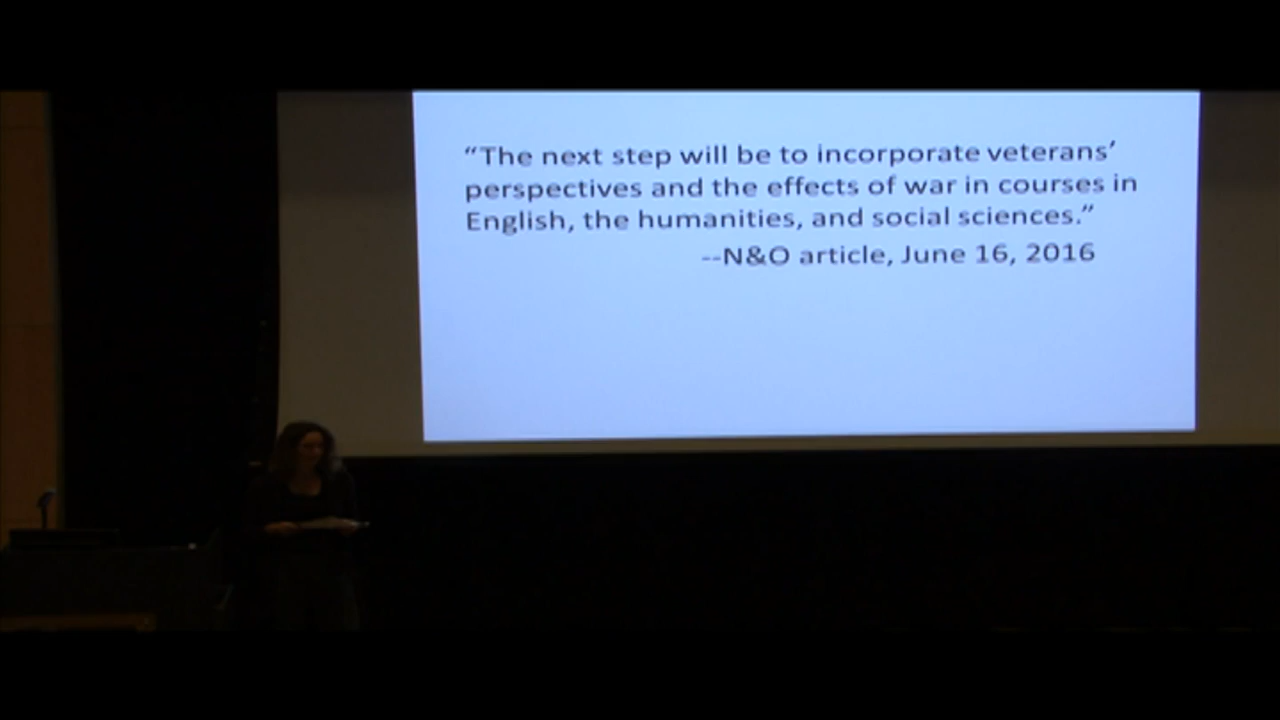 “The next step will be to incorporate veterans’
perspectives and the effects of war in courses in
English, the humanities, and social sciences.”
--N&O article, June 16, 2016